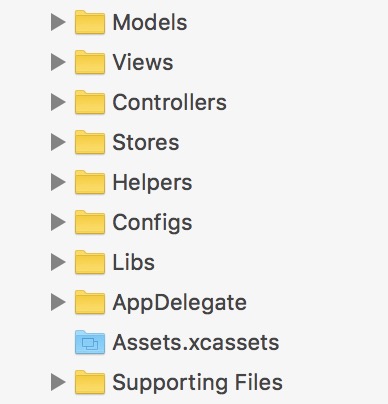 Models
Views
Controllers
Stores
Helpers
Configs
Libs
AppDelegate
Assets.xcassets
Supporting Files